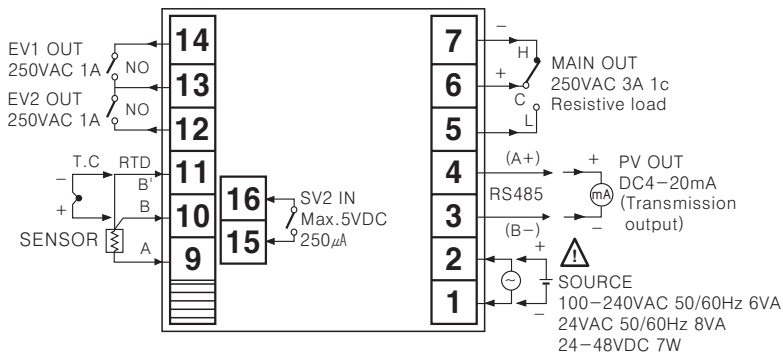 EV1 OUT
250VAC 1A
NO
EV2 OUT
250VAC 1A
NO
14
13
12
11
10
9
T.C
RTD
−
+
B'
B
A
SENSOR
16
15
SV2 IN
Max.5VDC
250㎂
7
6
5
4
3
2
1
−
H
+
C
L
MAIN OUT
250VAC 3A 1c
Resistive load
(A+)
RS485
(B−)
+
mA
−
PV OUT
DC4−20mA
(Transmission
output)
~
+
−
!
SOURCE
100−240VAC 50/60Hz 6VA
24VAC 50/60Hz 8VA
24−48VDC 7W